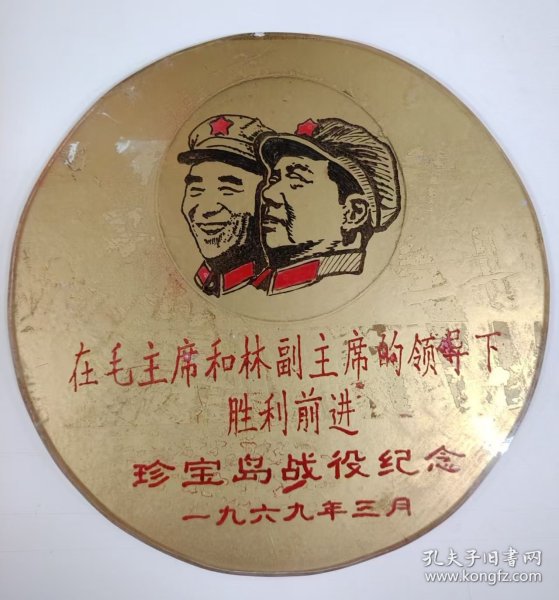 在毛主席和林副主席的领导下
胜利前进
珍宝岛战役纪念
一九六九年三月
孔夫子旧书网
www.kongfz.com